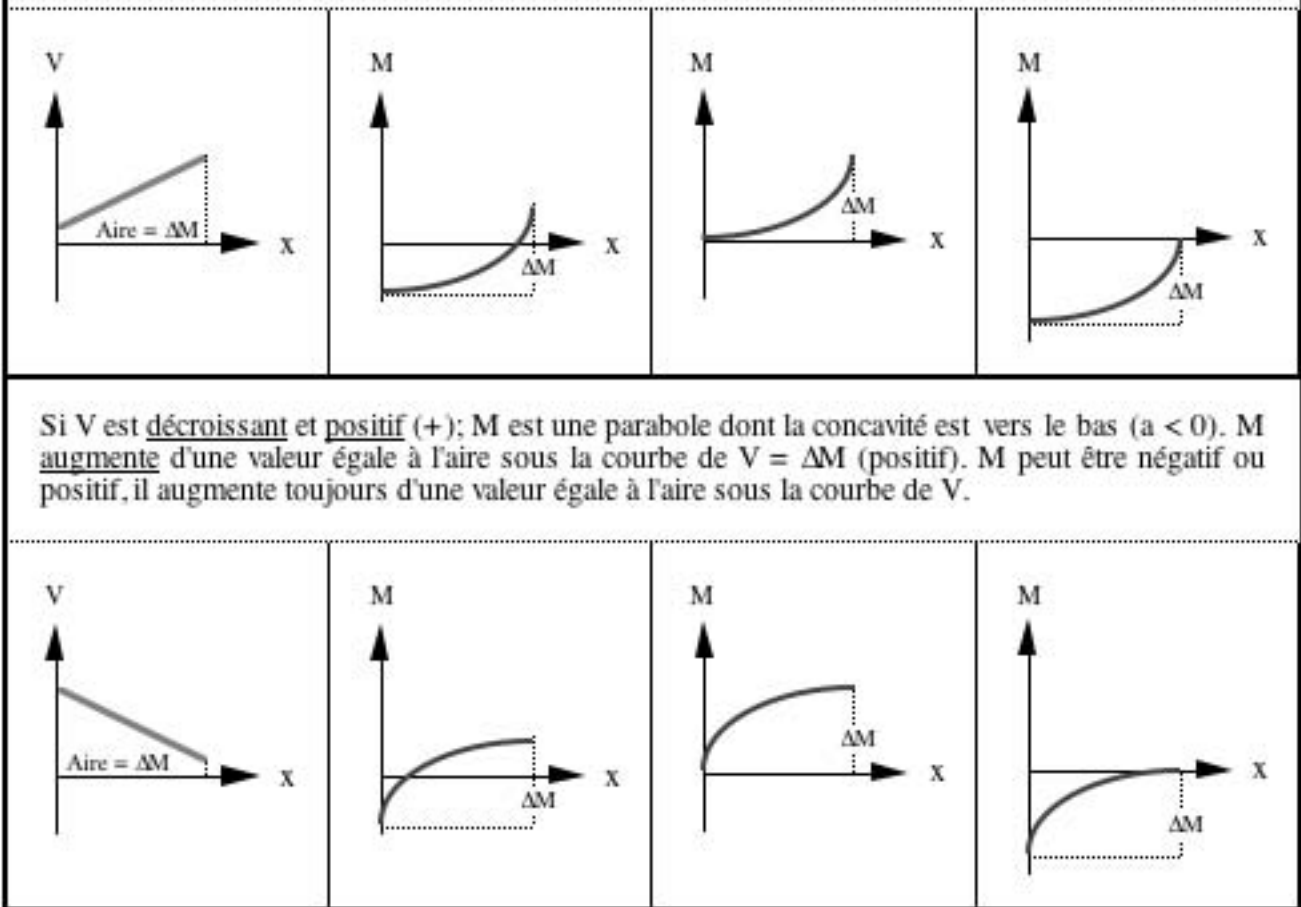 V
M
M
M
Aire = ΔM
X
ΔM
X
ΔM
X
ΔM
X
Si V est décroissant et positif (+); M est une parabole dont la concavité est vers le bas (a < 0). M
augmente d'une valeur égale à l'aire sous la courbe de V = ΔM (positif). M peut être négatif ou
positif, il augmente toujours d'une valeur égale à l'aire sous la courbe de V.
V
M
M
M
Aire = ΔM
X
ΔM
X
ΔM
X
ΔM
X